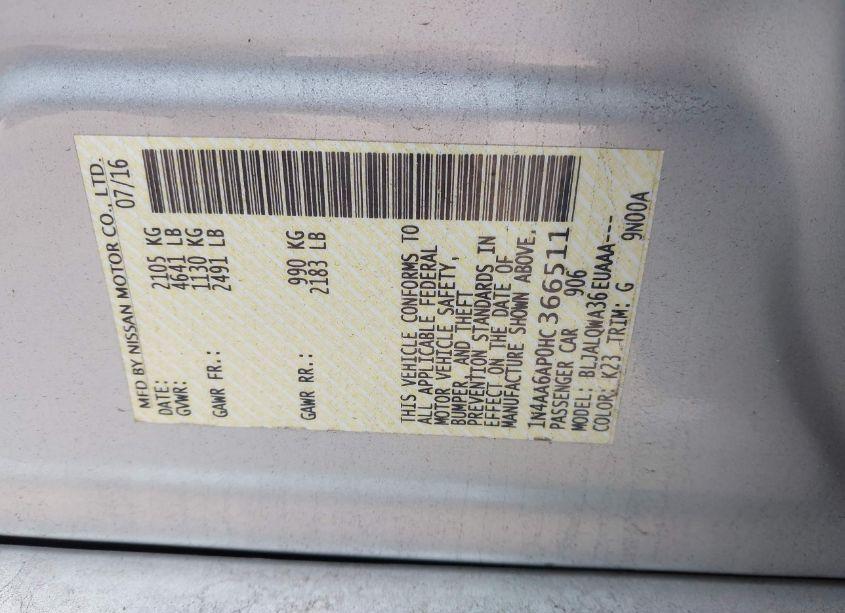 MFD BY NISSAN MOTOR CO., LTD.
DATE: 07/16
GVWR: 2105 KG
4641 LB
GAWR FR.: 1130 KG
2491 LB
GAWR RR.: 990 KG
2183 LB
THIS VEHICLE CONFORMS TO
ALL APPLICABLE FEDERAL
MOTOR VEHICLE SAFETY,
BUMPER, AND THEFT
PREVENTION STANDARDS IN
EFFECT ON THE DATE OF
MANUFACTURE SHOWN ABOVE.
1N4AA6AP0HC366511
PASSENGER CAR 906
MODEL: BLJALQWA36EUAAA---
COLOR: K23 TRIM: G 9N00A